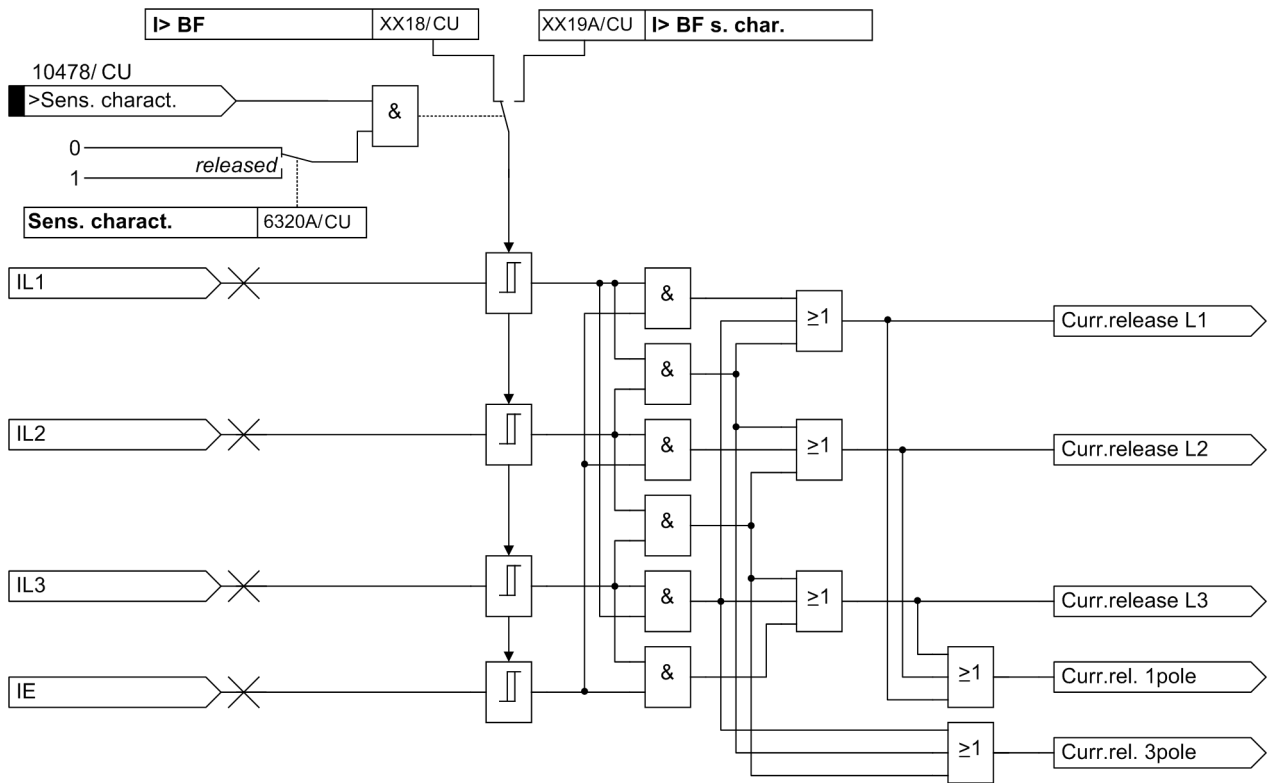 I> BF XX18/CU XX19A/CU I> BF s. char.
10478/ CU
>Sens. charact.
&
0
released
1
Sens. charact. 6320A/CU
IL1
&
≥1
Curr.release L1
&
IL2
&
≥1
Curr.release L2
&
IL3
&
≥1
Curr.release L3
&
IE
≥1
Curr.rel. 1pole
≥1
Curr.rel. 3pole